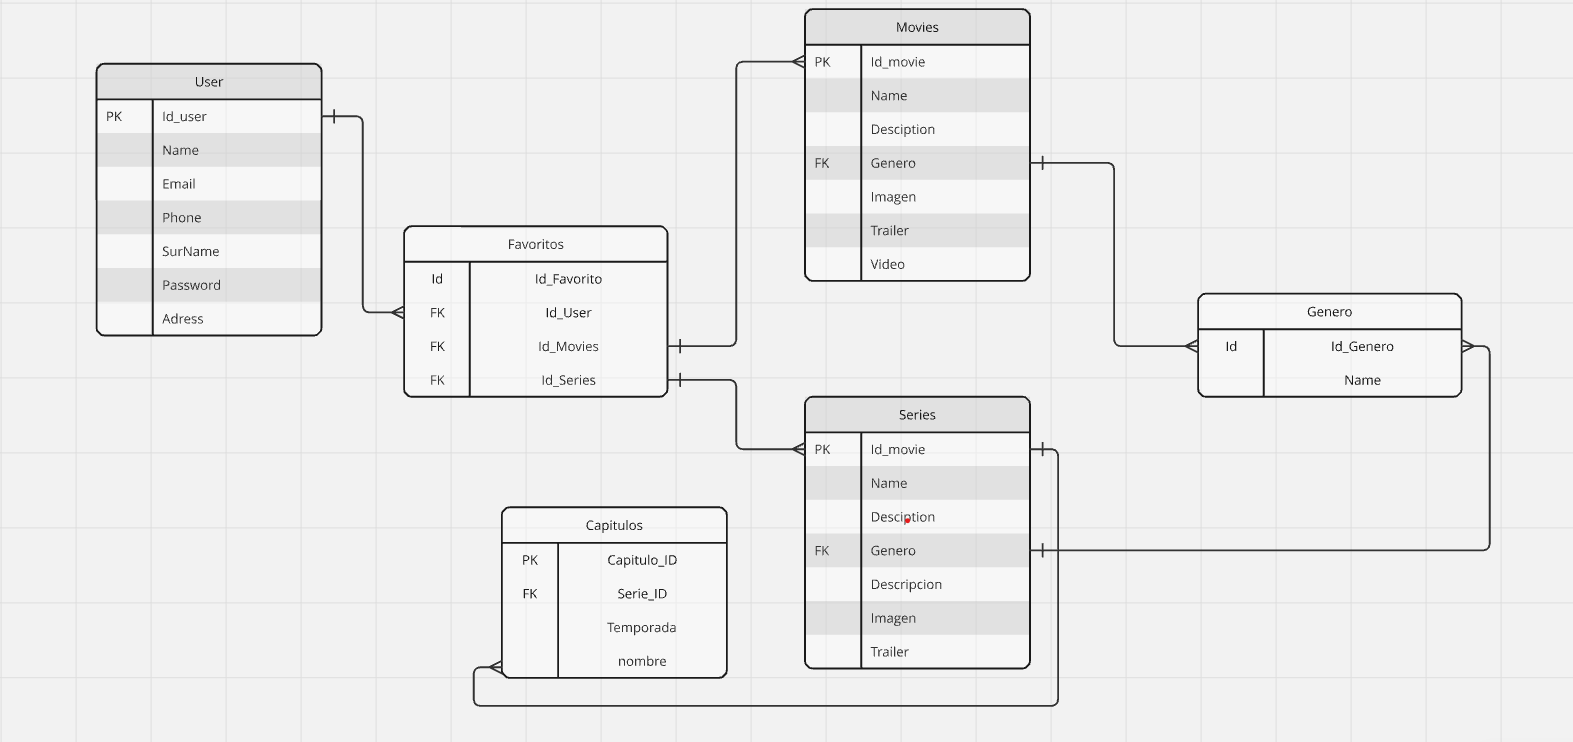 User
PK Id_user
Name
Email
Phone
SurName
Password
Adress
Favoritos
Id Id_Favorito
FK Id_User
FK Id_Movies
FK Id_Series
Movies
PK Id_movie
Name
Desciption
FK Genero
Imagen
Trailer
Video
Genero
Id Id_Genero
Name
Series
PK Id_movie
Name
Desciption
FK Genero
Descripcion
Imagen
Trailer
Capitulos
PK Capitulo_ID
FK Serie_ID
Temporada
nombre